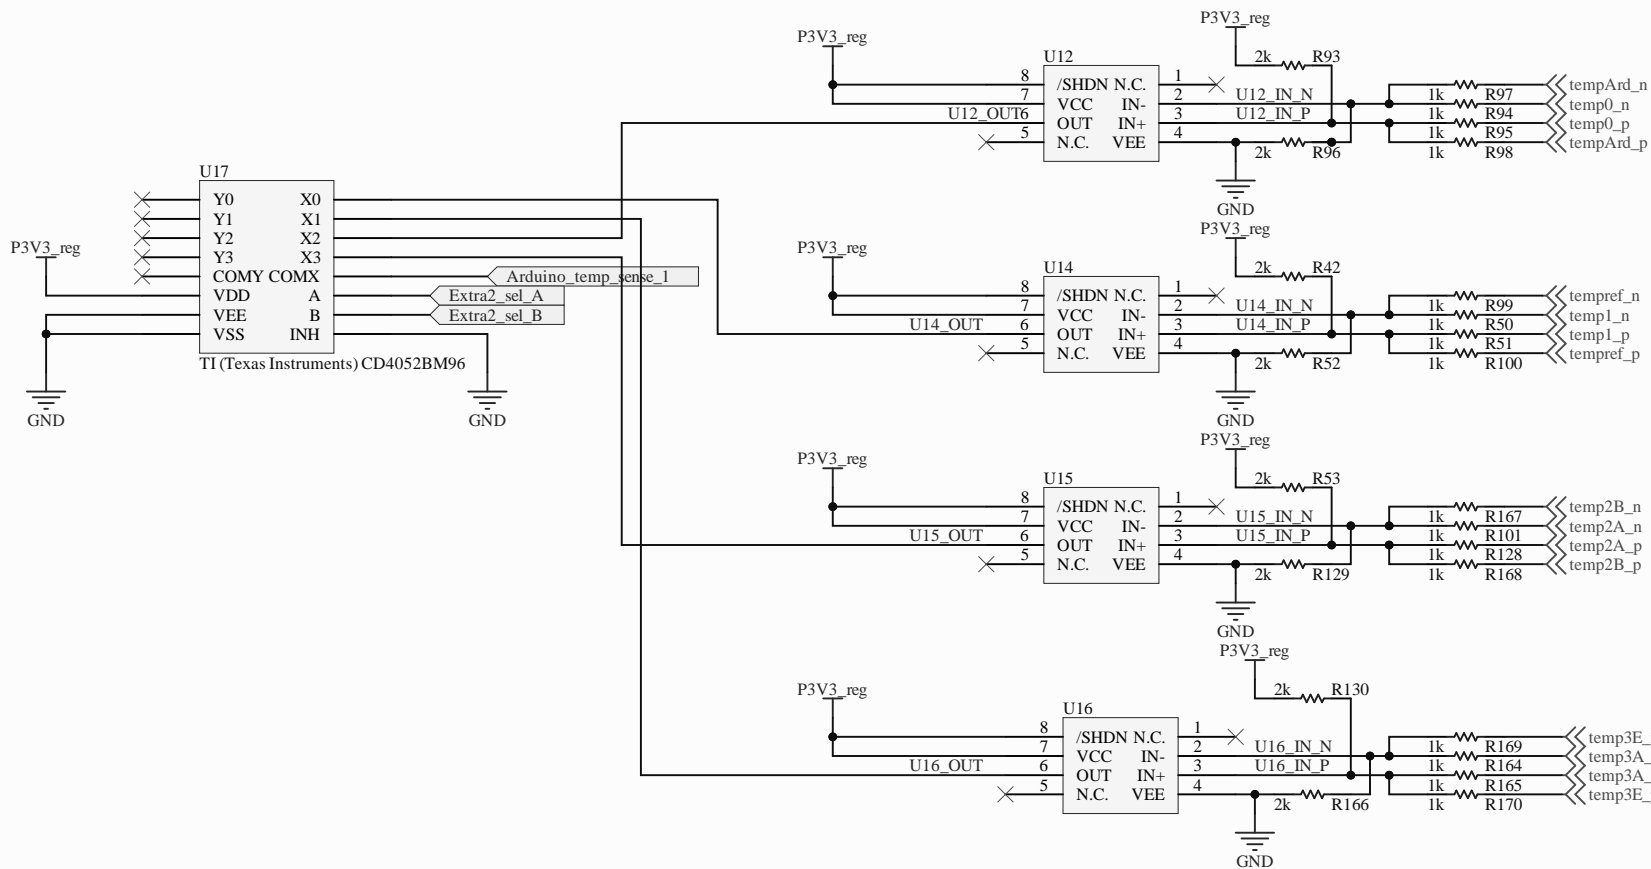 P3V3_reg
U17
Y0 X0
Y1 X1
Y2 X2
Y3 X3
COMY COMX
VDD A
VEE B
VSS INH
TI (Texas Instruments) CD4052BM96
Arduino_temp_sense_1
Extra2_sel_A
Extra2_sel_B
GND
GND
P3V3_reg
P3V3_reg
U12
2k R93
8 /SHDN N.C. 1
7 VCC IN- 2 U12_IN_N
U12_OUT 6 OUT IN+ 3 U12_IN_P
5 N.C. VEE 4
2k R96
GND
1k R97 tempArd_n
1k R94 temp0_n
1k R95 temp0_p
1k R98 tempArd_p
P3V3_reg
P3V3_reg
U14
2k R42
8 /SHDN N.C. 1
7 VCC IN- 2 U14_IN_N
U14_OUT 6 OUT IN+ 3 U14_IN_P
5 N.C. VEE 4
2k R52
GND
1k R99 tempref_n
1k R50 temp1_n
1k R51 temp1_p
1k R100 tempref_p
P3V3_reg
P3V3_reg
U15
2k R53
8 /SHDN N.C. 1
7 VCC IN- 2 U15_IN_N
U15_OUT 6 OUT IN+ 3 U15_IN_P
5 N.C. VEE 4
2k R129
GND
1k R167 temp2B_n
1k R101 temp2A_n
1k R128 temp2A_p
1k R168 temp2B_p
P3V3_reg
P3V3_reg
U16
2k R130
8 /SHDN N.C. 1
7 VCC IN- 2 U16_IN_N
U16_OUT 6 OUT IN+ 3 U16_IN_P
5 N.C. VEE 4
2k R166
GND
1k R169 temp3E_
1k R164 temp3A_
1k R165 temp3A_
1k R170 temp3E_